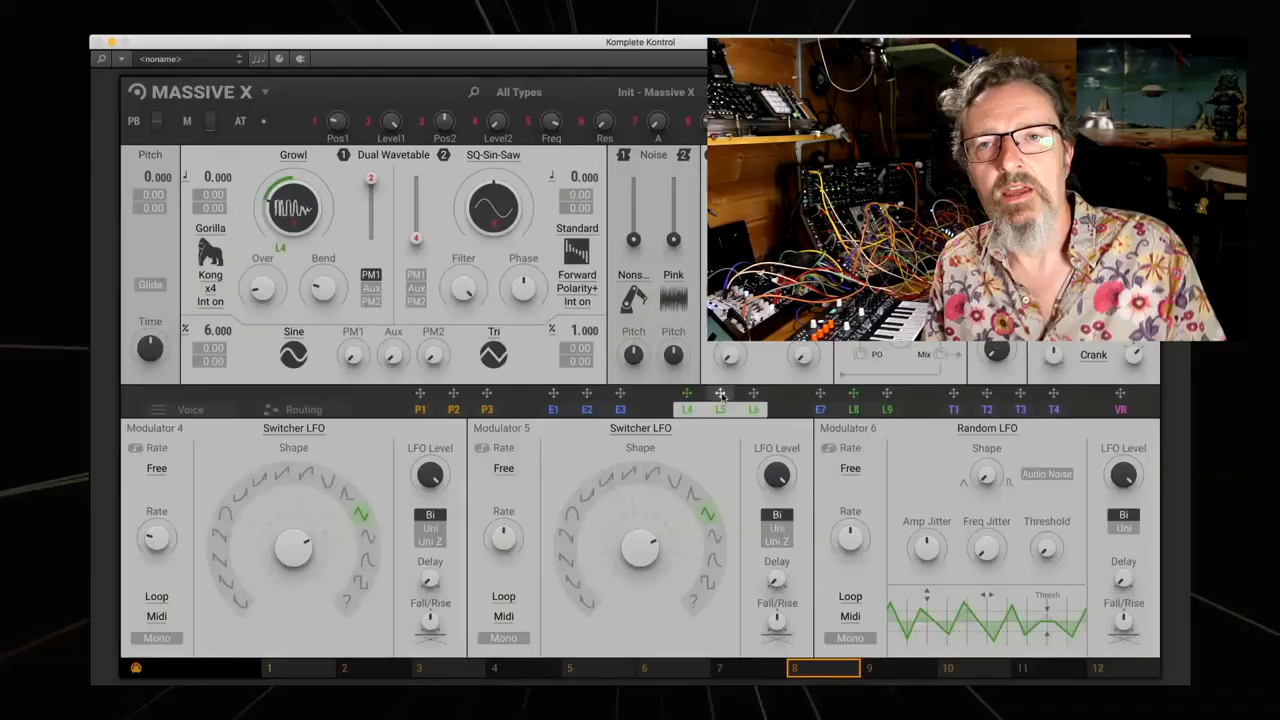 Komplete Kontrol
<noname>
MASSIVE X
All Types
Init - Massive X
PB M AT 1 2 3 4 5 6 7 8
Pos1 Level1 Pos2 Level2 Freq Res A
Pitch Growl 1 Dual Wavetable 2 SQ-Sin-Saw 1 Noise 2
0.000 0.000 2 0.000
0.00 0.00 0.00
0.00 0.00 0.00
Gorilla L4 4 Standard
Over Bend Filter Phase
Kong PM1 PM1 Forward Nons... Pink
Glide x4 Aux Aux Polarity+
Int on PM2 PM2 Int on
Time % 6.000 Sine PM1 Aux PM2 Tri % 1.000 Pitch Pitch
0.00 0.00
0.00 0.00
PO Mix Crank
Voice Routing P1 P2 P3 E1 E2 E3 L4 L5 L6 E7 L8 L9 T1 T2 T3 T4 VR
Modulator 4 Switcher LFO Modulator 5 Switcher LFO Modulator 6 Random LFO
Rate Shape LFO Level Rate Shape LFO Level Rate Shape LFO Level
Free Free Free Audio Noise
Rate Bi Rate Bi Rate Amp Jitter Freq Jitter Threshold Bi
Uni Uni Uni
Uni Z Uni Z
Delay Delay Delay
Loop Fall/Rise Loop Fall/Rise Loop Thresh Fall/Rise
Midi ? Midi ? Midi
Mono Mono Mono
1 2 3 4 5 6 7 8 9 10 11 12